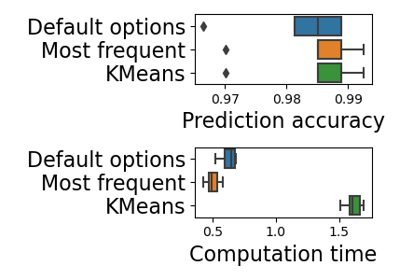 Default options
Most frequent
KMeans
0.97 0.98 0.99
Prediction accuracy
Default options
Most frequent
KMeans
0.5 1.0 1.5
Computation time